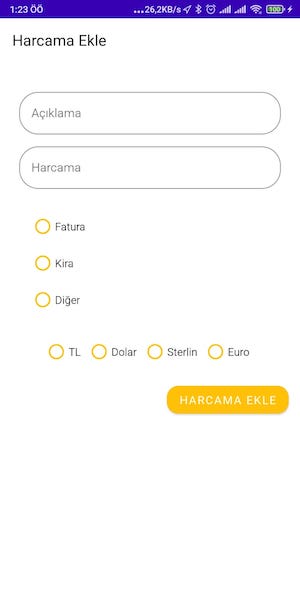 1:23 ÖÖ ...26,2KB/s 100
Harcama Ekle
Açıklama
Harcama
Fatura
Kira
Diğer
TL Dolar Sterlin Euro
HARCAMA EKLE